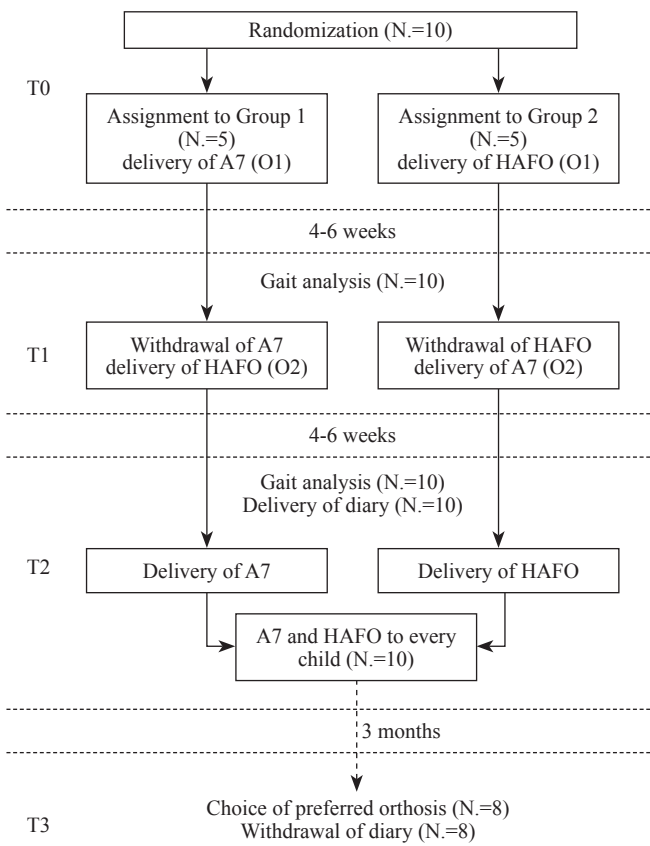 Randomization (N.=10)
T0
Assignment to Group 1
(N.=5)
delivery of A7 (O1)
Assignment to Group 2
(N.=5)
delivery of HAFO (O1)
4-6 weeks
Gait analysis (N.=10)
T1
Withdrawal of A7
delivery of HAFO (O2)
Withdrawal of HAFO
delivery of A7 (O2)
4-6 weeks
Gait analysis (N.=10)
Delivery of diary (N.=10)
T2
Delivery of A7
Delivery of HAFO
A7 and HAFO to every
child (N.=10)
3 months
T3
Choice of preferred orthosis (N.=8)
Withdrawal of diary (N.=8)